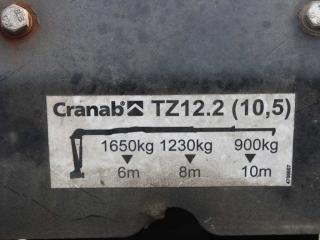 Cranab TZ12.2 (10,5)
1650kg 1230kg 900kg
6m 8m 10m